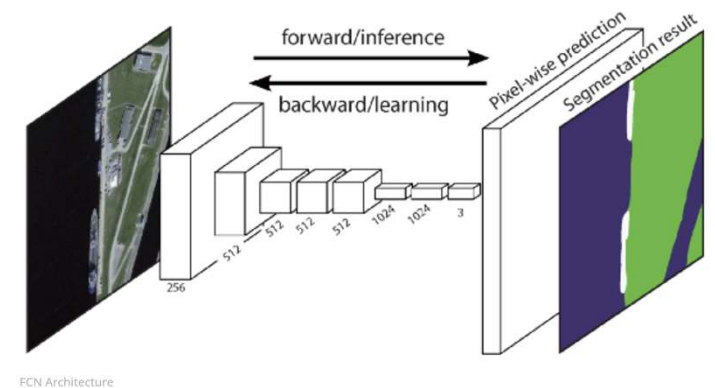 forward/inference
backward/learning
Pixel-wise prediction
Segmentation result
256
512
512
512
512
1024
1024
3
FCN Architecture